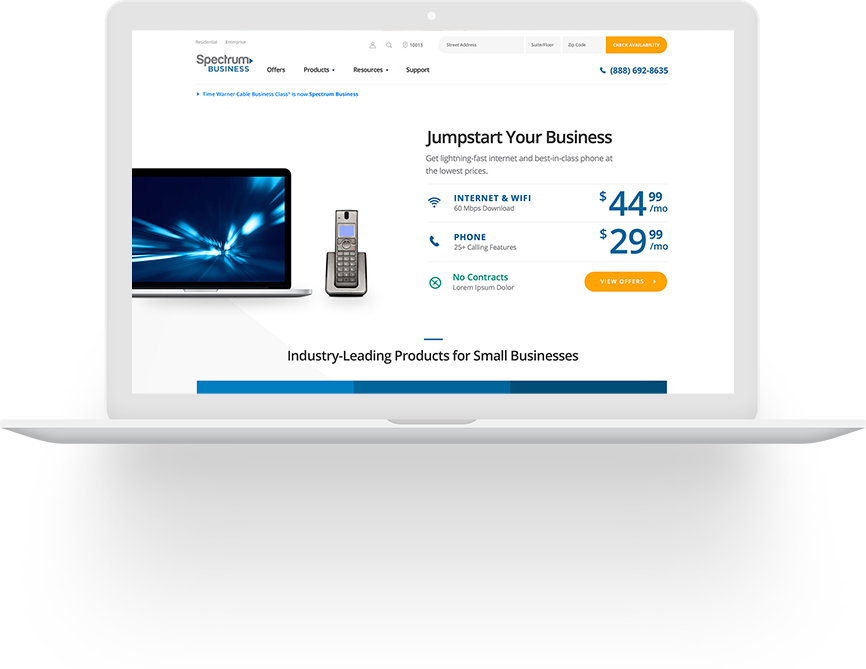 Residential Enterprise
10013
Street Address
Suite/Floor
Zip Code
CHECK AVAILABILITY
Spectrum
BUSINESS
Offers
Products
Resources
Support
(888) 692-8635
Time Warner Cable Business Class® is now Spectrum Business
Jumpstart Your Business
Get lightning-fast internet and best-in-class phone at
the lowest prices.
INTERNET & WIFI
60 Mbps Download
$44 99 /mo
PHONE
25+ Calling Features
$29 99 /mo
No Contracts
Lorem Ipsum Dolor
VIEW OFFERS
Industry-Leading Products for Small Businesses